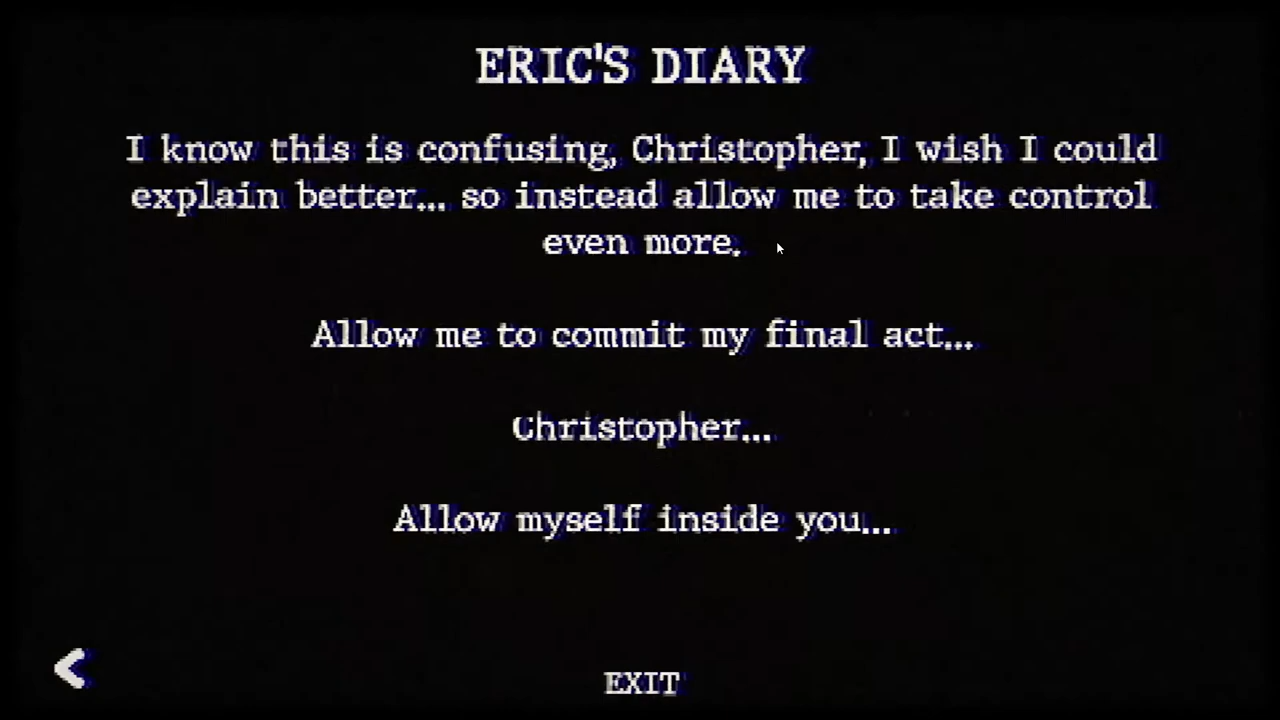 ERIC'S DIARY
I know this is confusing, Christopher, I wish I could
explain better... so instead allow me to take control
even more.
Allow me to commit my final act...
Christopher...
Allow myself inside you...
EXIT